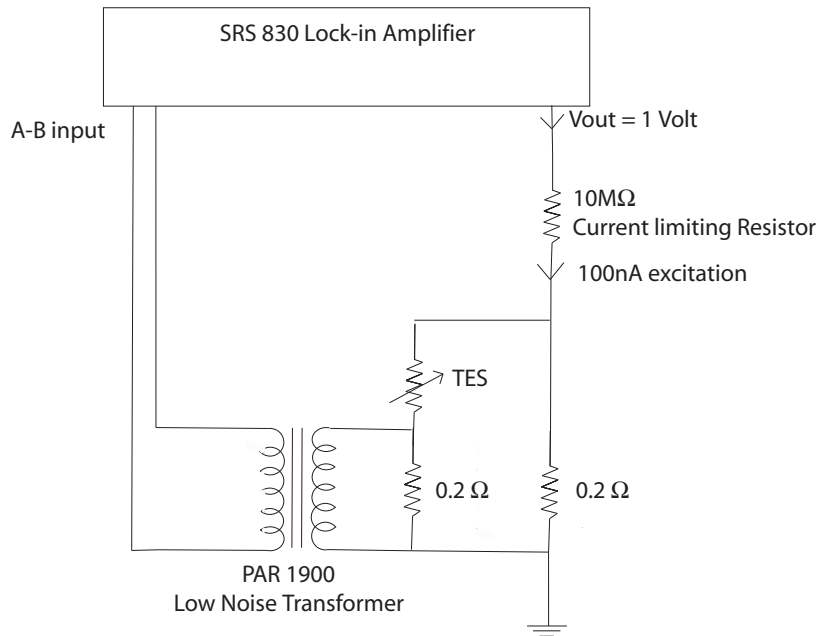 SRS 830 Lock-in Amplifier
A-B input
Vout = 1 Volt
10MΩ
Current limiting Resistor
100nA excitation
TES
0.2 Ω
0.2 Ω
PAR 1900
Low Noise Transformer